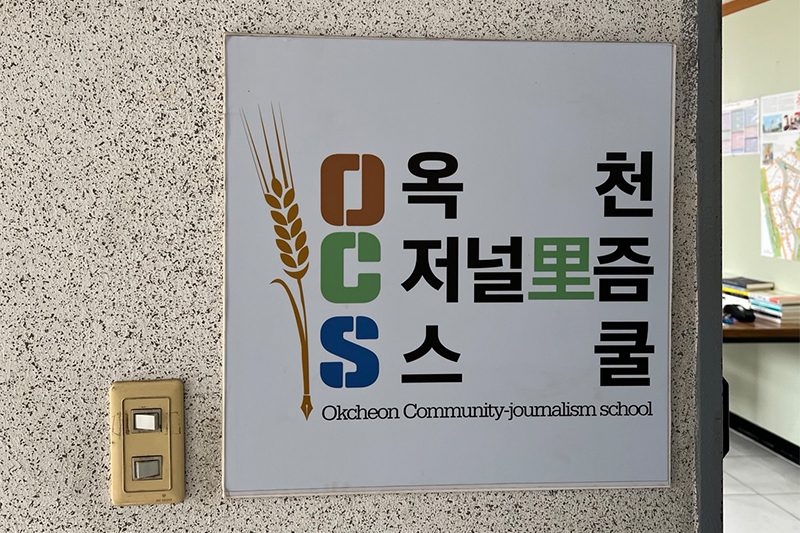 O 옥 천
C 저널里즘
S 스 쿨
Okcheon Community-journalism school